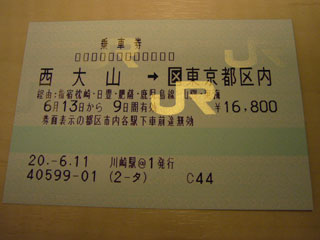 乗車券
西大山 → 区東京都区内
経由:指宿枕崎・日豊・肥薩・鹿児島線・
6月13日から 9日間有効 ¥16,800
券面表示の都区市内各駅下車前途無効
20.-6.11 川崎駅@1発行
40599-01 (2-タ) C44
JR
JR